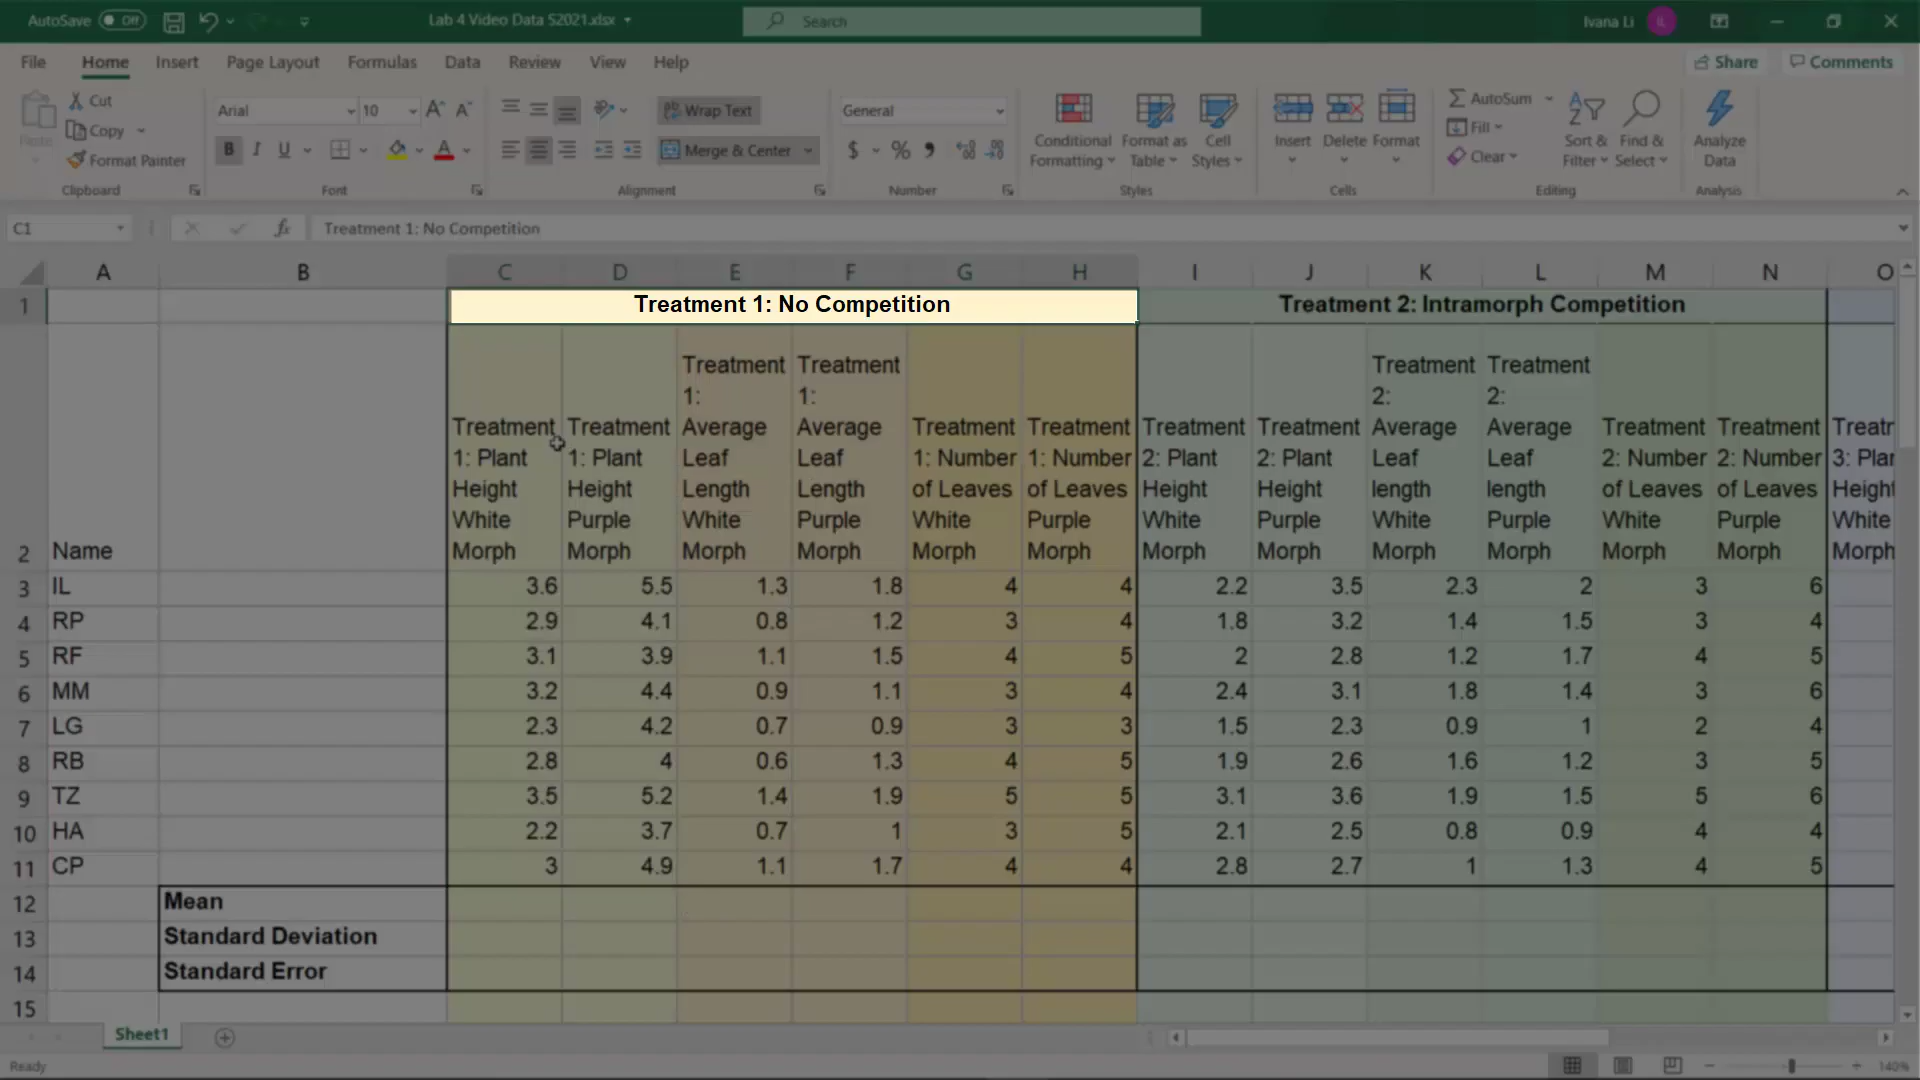 AutoSave Off
Lab 4 Video Data S2021.xlsx
Search
Ivana Li
IL
File Home Insert Page Layout Formulas Data Review View Help
Share Comments
Paste
Cut
Copy
Format Painter
Clipboard
Arial 10
B I U
Font
Wrap Text
Merge & Center
Alignment
General
$ % 9
Number
Conditional Formatting
Format as Table
Cell Styles
Styles
Insert Delete Format
Cells
AutoSum
Fill
Clear
Sort & Filter
Find & Select
Editing
Analyze Data
Analysis
C1 fx Treatment 1: No Competition
A B C D E F G H I J K L M N O
1 Treatment 1: No Competition Treatment 2: Intramorph Competition
2 Name
Treatment 1: Plant Height White Morph
Treatment 1: Plant Height Purple Morph
Treatment 1: Average Leaf Length White Morph
Treatment 1: Average Leaf Length Purple Morph
Treatment 1: Number of Leaves White Morph
Treatment 1: Number of Leaves Purple Morph
Treatment 2: Plant Height White Morph
Treatment 2: Plant Height Purple Morph
Treatment 2: Average Leaf length White Morph
Treatment 2: Average Leaf length Purple Morph
Treatment 2: Number of Leaves White Morph
Treatment 2: Number of Leaves Purple Morph
3: Height White Morph
3 IL 3.6 5.5 1.3 1.8 4 4 2.2 3.5 2.3 2 3 6
4 RP 2.9 4.1 0.8 1.2 3 4 1.8 3.2 1.4 1.5 3 4
5 RF 3.1 3.9 1.1 1.5 4 5 2 2.8 1.2 1.7 4 5
6 MM 3.2 4.4 0.9 1.1 3 4 2.4 3.1 1.8 1.4 3 6
7 LG 2.3 4.2 0.7 0.9 3 3 1.5 2.3 0.9 1 2 4
8 RB 2.8 4 0.6 1.3 4 5 1.9 2.6 1.6 1.2 3 5
9 TZ 3.5 5.2 1.4 1.9 5 5 3.1 3.6 1.9 1.5 5 6
10 HA 2.2 3.7 0.7 1 3 5 2.1 2.5 0.8 0.9 4 4
11 CP 3 4.9 1.1 1.7 4 4 2.8 2.7 1 1.3 4 5
12 Mean
13 Standard Deviation
14 Standard Error
15
Sheet1
Ready
140%